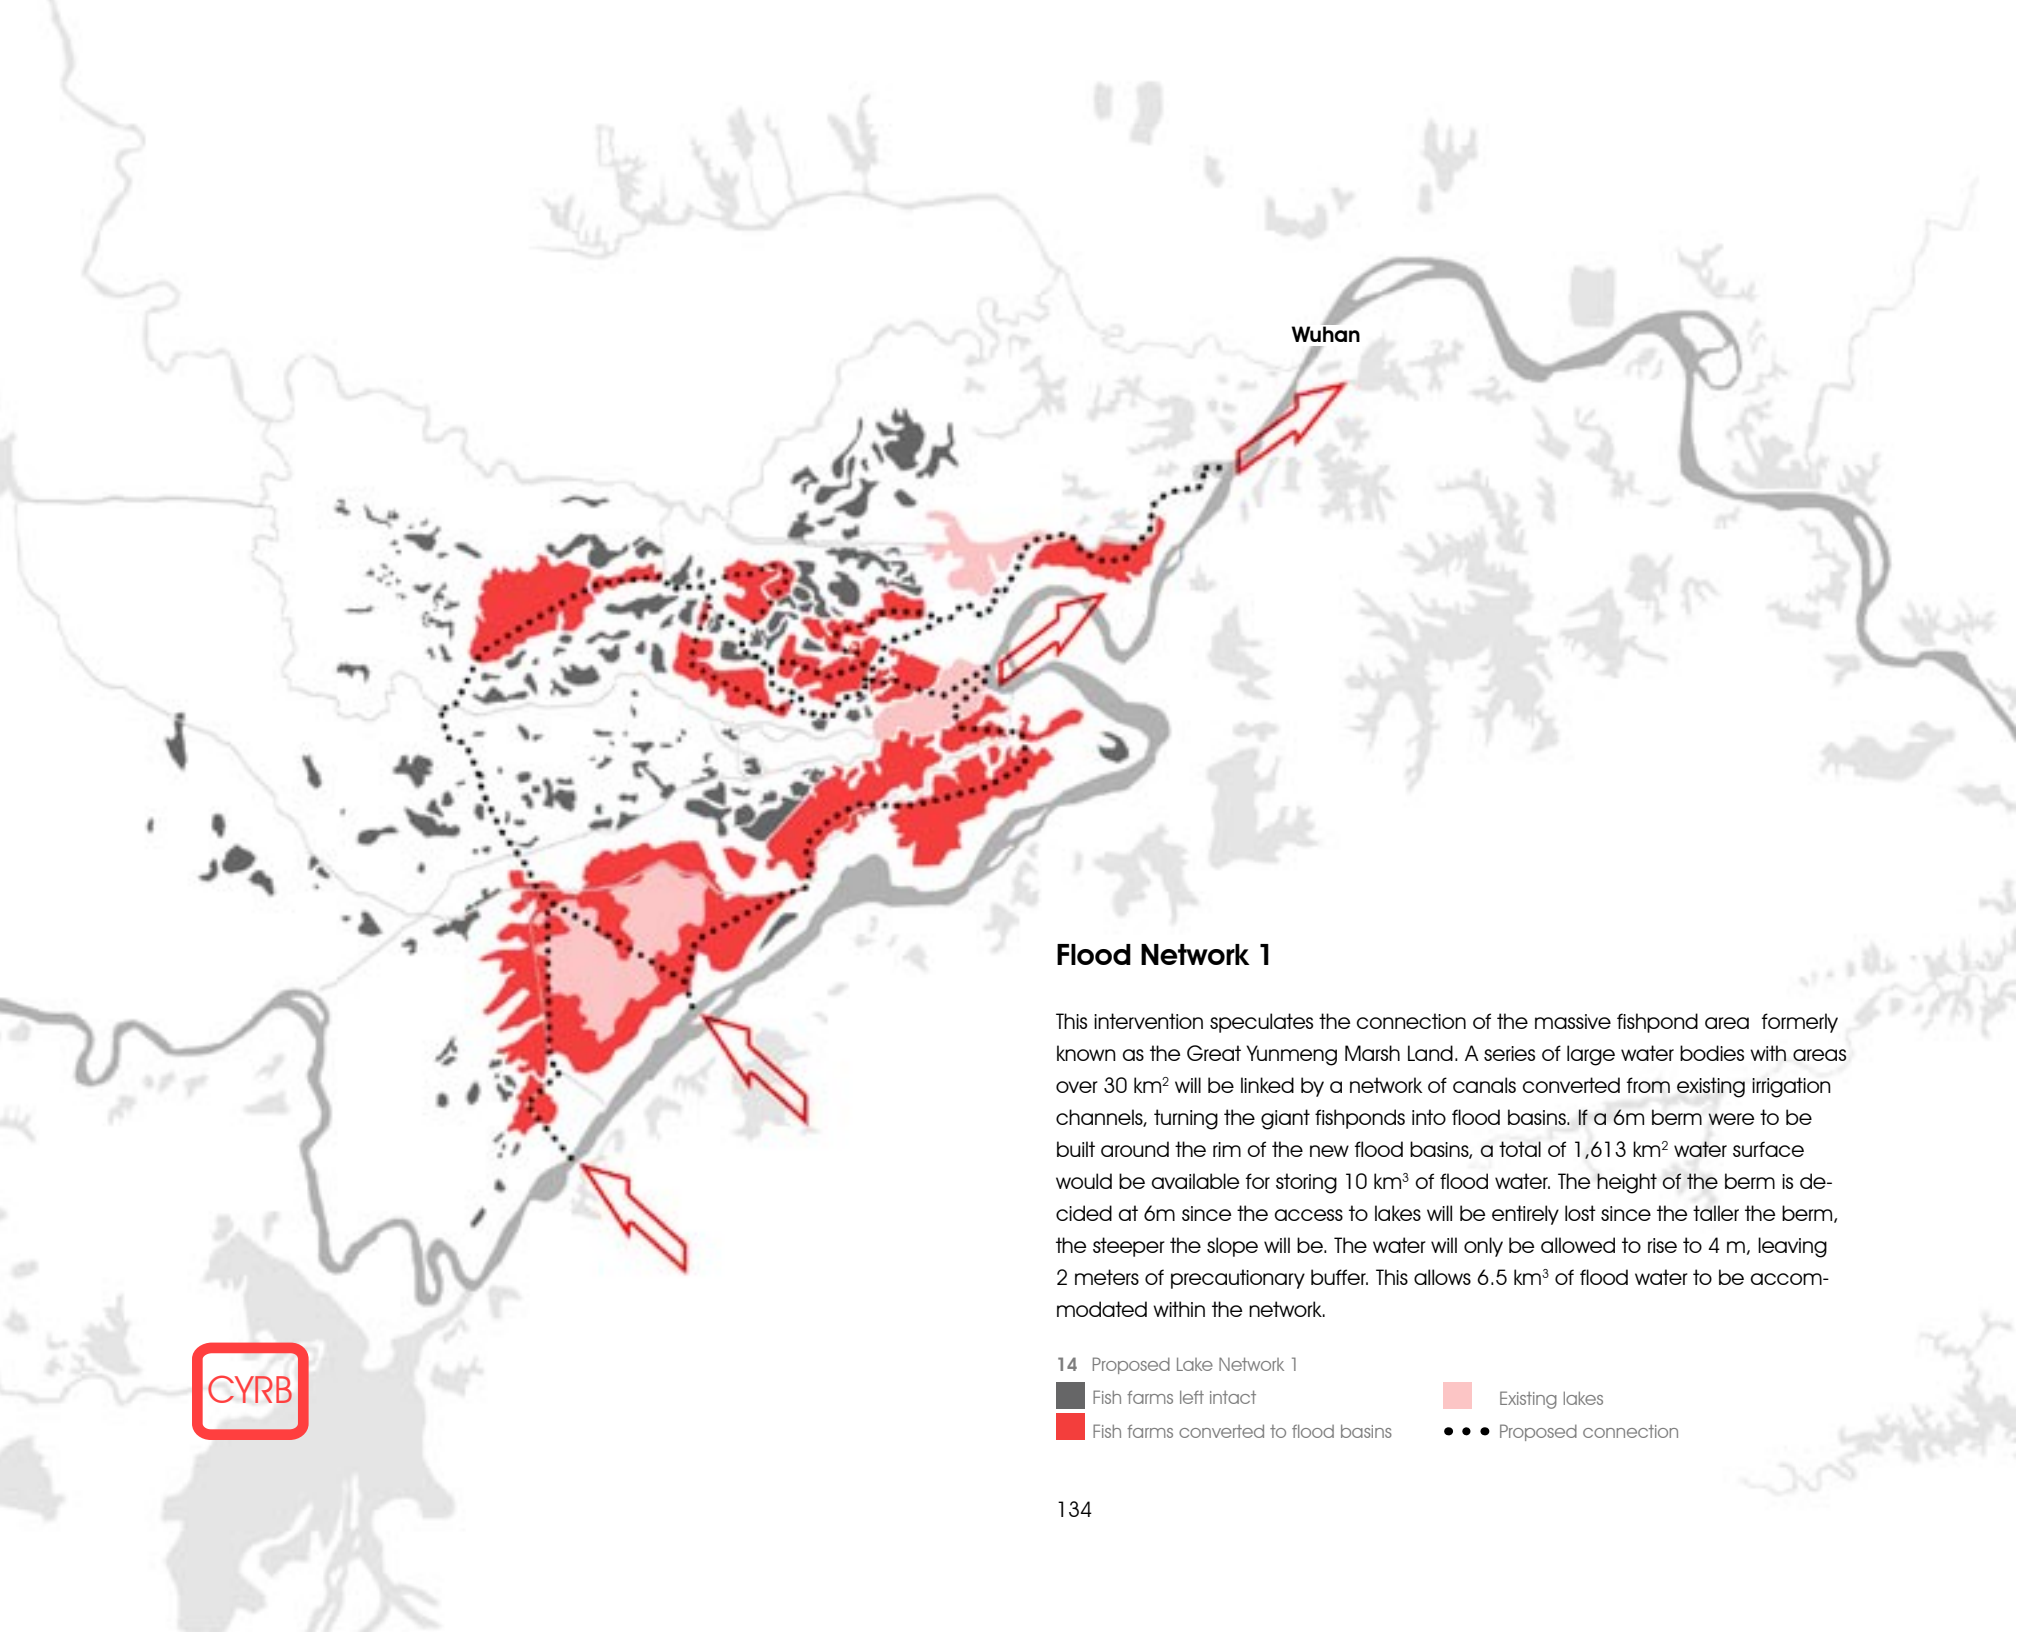 Wuhan
Flood Network 1
This intervention speculates the connection of the massive fishpond area formerly
known as the Great Yunmeng Marsh Land. A series of large water bodies with areas
over 30 km² will be linked by a network of canals converted from existing irrigation
channels, turning the giant fishponds into flood basins. If a 6m berm were to be
built around the rim of the new flood basins, a total of 1,613 km² water surface
would be available for storing 10 km³ of flood water. The height of the berm is de-
cided at 6m since the access to lakes will be entirely lost since the taller the berm,
the steeper the slope will be. The water will only be allowed to rise to 4 m, leaving
2 meters of precautionary buffer. This allows 6.5 km³ of flood water to be accom-
modated within the network.
14 Proposed Lake Network 1
Fish farms left intact
Fish farms converted to flood basins
Existing lakes
Proposed connection
CYRB
134